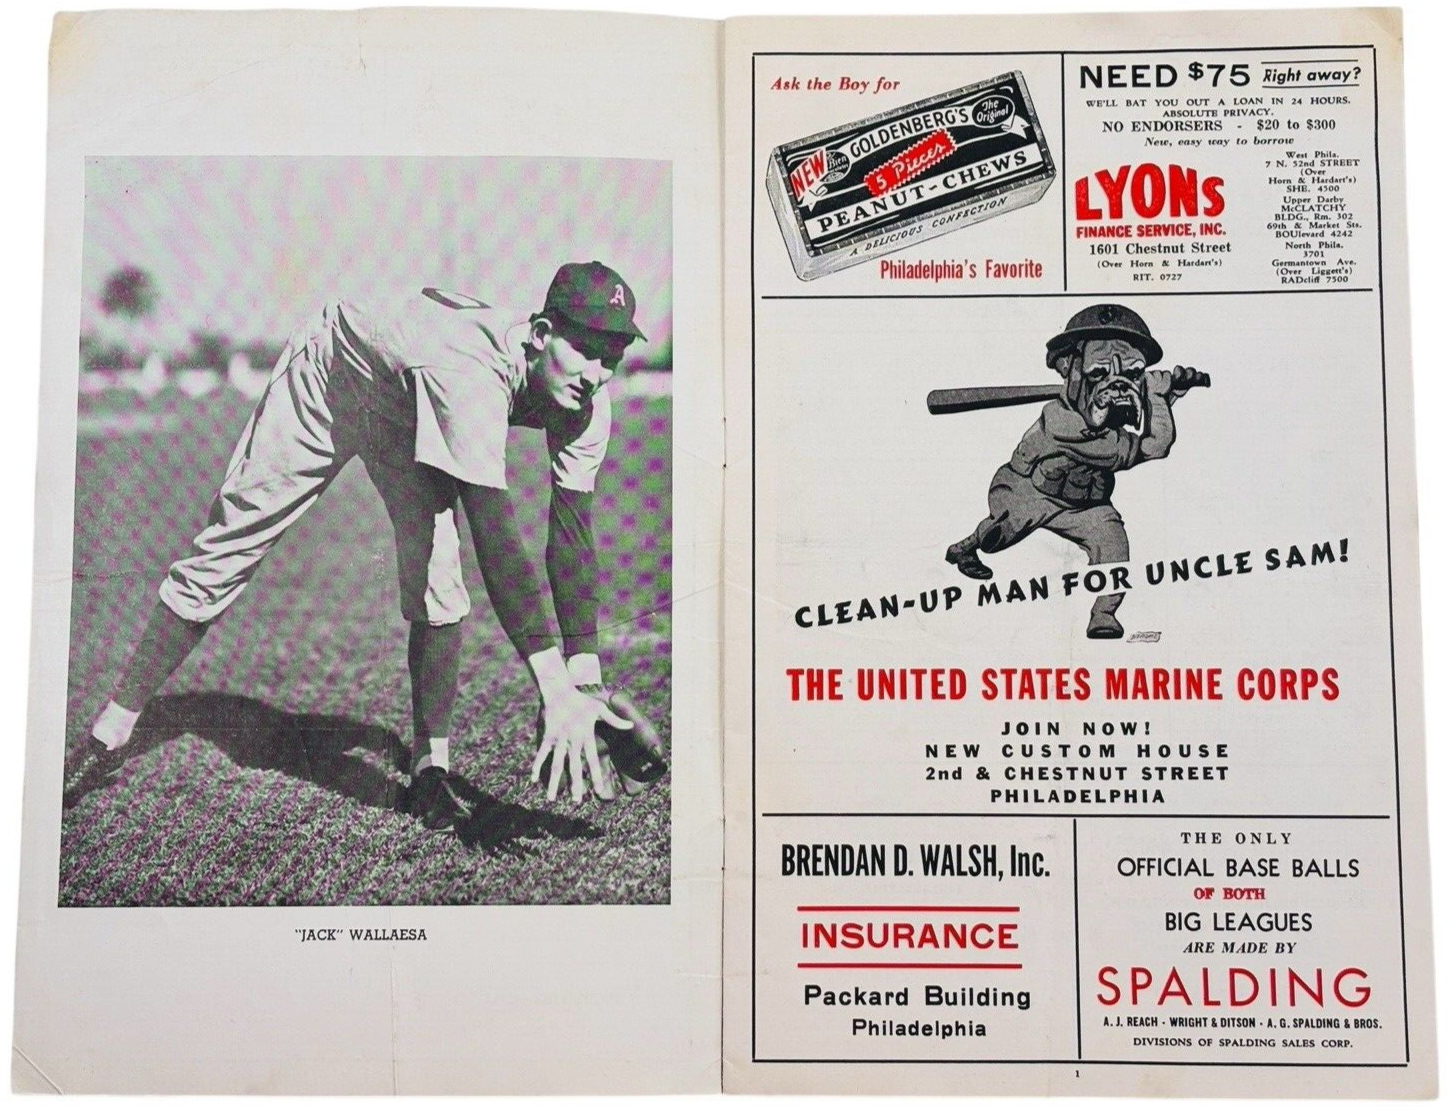 A
"JACK" WALLAESA
Ask the Boy for
NEW
GOLDENBERG'S
The
Original
5 Pieces
PEANUT-CHEWS
A DELICIOUS CONFECTION
Philadelphia's Favorite
NEED $75 Right away?
WE'LL BAT YOU OUT A LOAN IN 24 HOURS.
ABSOLUTE PRIVACY.
NO ENDORSERS - $20 to $300
New, easy way to borrow
LYONS
FINANCE SERVICE, INC.
1601 Chestnut Street
(Over Horn & Hardart's)
RIT. 0727
West Phila.
7 N. 52nd STREET
(Over
Horn & Hardart's)
SHE. 4500
Upper Darby
McCLATCHY
BLDG., Rm. 302
69th & Market Sts.
BOUlevard 4242
North Phila.
3701
Germantown Ave.
(Over Liggett's)
RADcliff 7500
CLEAN-UP MAN FOR UNCLE SAM!
THE UNITED STATES MARINE CORPS
JOIN NOW!
NEW CUSTOM HOUSE
2nd & CHESTNUT STREET
PHILADELPHIA
BRENDAN D. WALSH, Inc.
INSURANCE
Packard Building
Philadelphia
THE ONLY
OFFICIAL BASE BALLS
OF BOTH
BIG LEAGUES
ARE MADE BY
SPALDING
A. J. REACH · WRIGHT & DITSON · A. G. SPALDING & BROS.
DIVISIONS OF SPALDING SALES CORP.
1